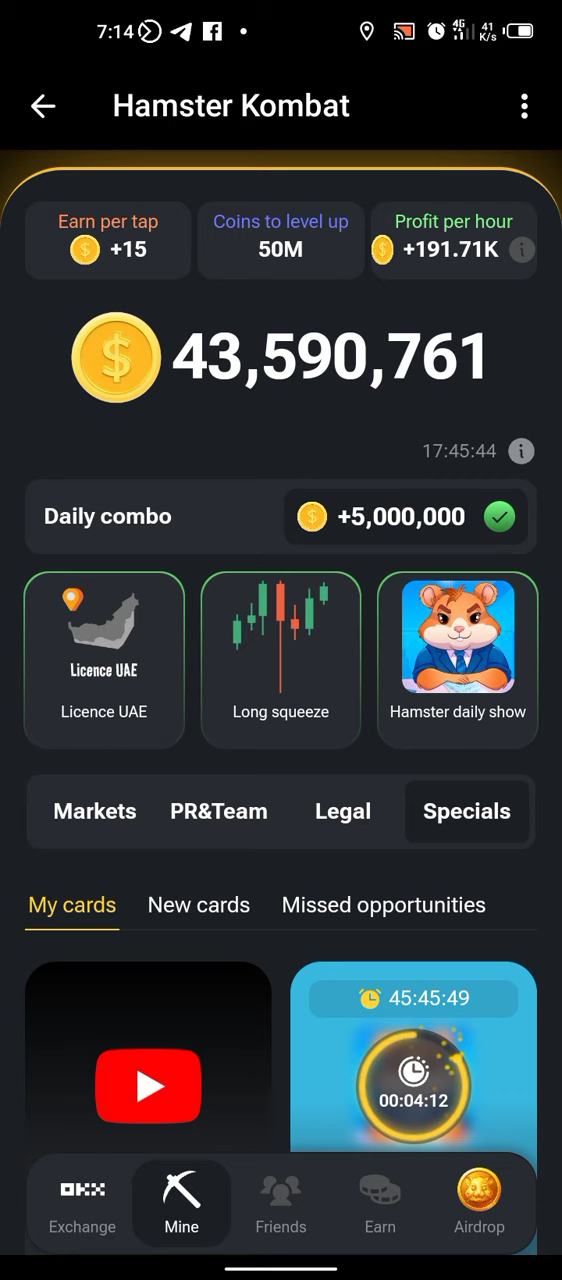 7:14
4G
41
K/s
Hamster Kombat
Earn per tap
+15
Coins to level up
50M
Profit per hour
+191.71K
43,590,761
17:45:44
Daily combo
+5,000,000
Licence UAE
Licence UAE
Long squeeze
Hamster daily show
Markets
PR&Team
Legal
Specials
My cards
New cards
Missed opportunities
45:45:49
00:04:12
OKX
Exchange
Mine
Friends
Earn
Airdrop